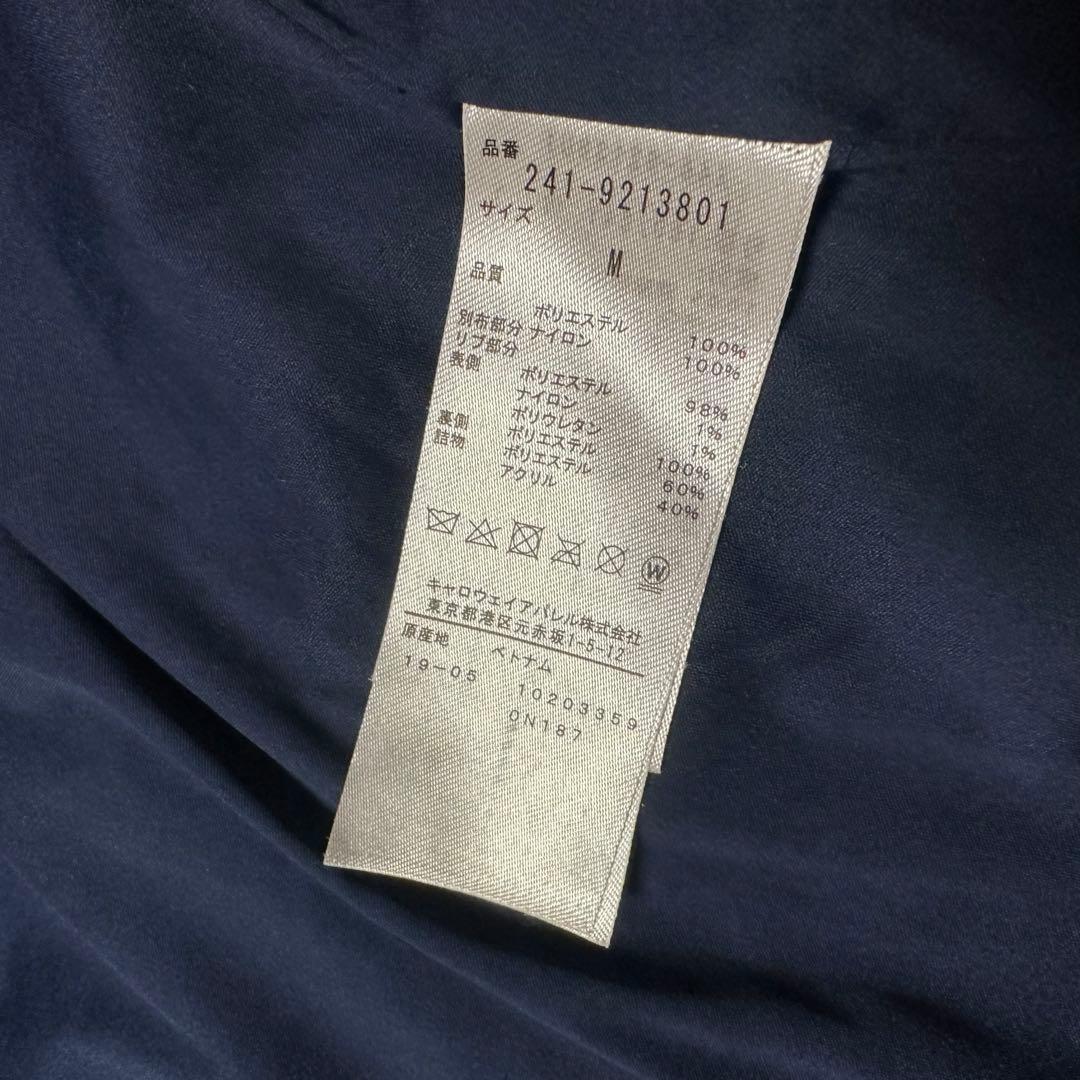 品番
241-9213801
サイズ
M
品質
ポリエステル 100%
別布部分 ナイロン 100%
リブ部分
表側 ポリエステル 98%
ナイロン 1%
ポリウレタン 1%
裏側 ポリエステル 100%
詰物 ポリエステル 60%
アクリル 40%
W
キャロウェイアパレル株式会社
東京都港区元赤坂1-5-12
原産地 ベトナム
19-05 10203359
0N187